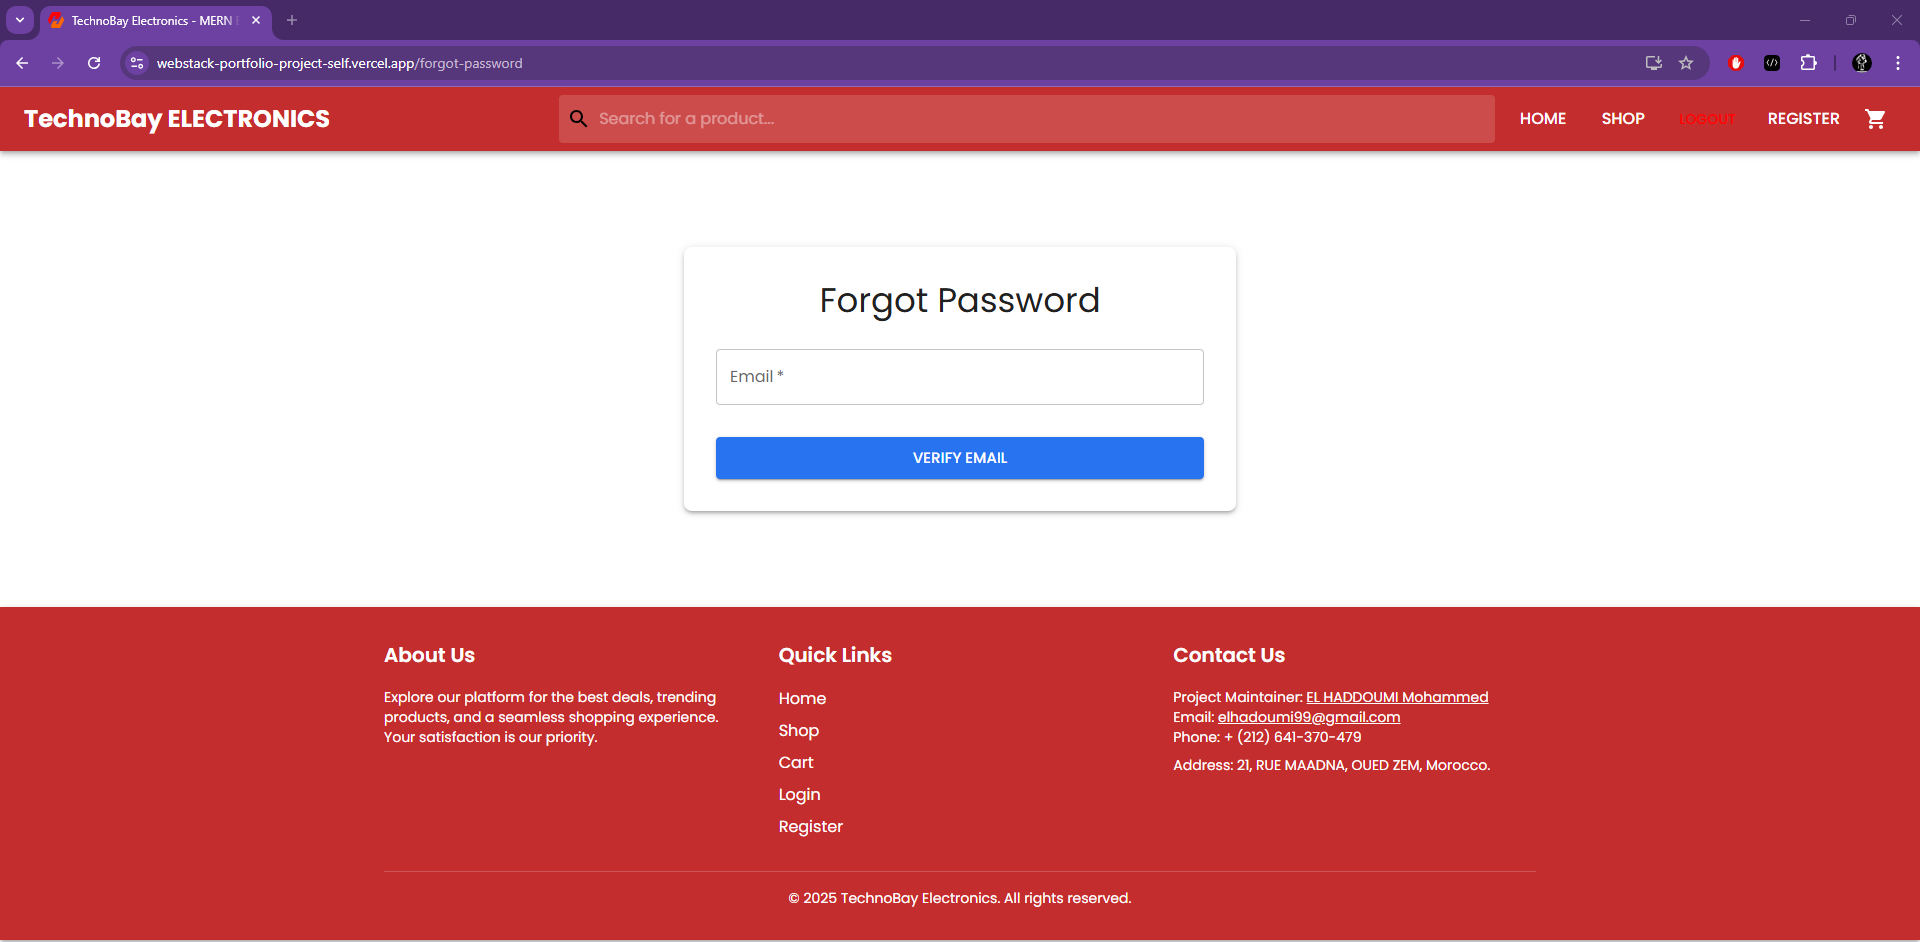 TechnoBay Electronics - MERN
webstack-portfolio-project-self.vercel.app/forgot-password
TechnoBay ELECTRONICS
Search for a product...
HOME
SHOP
LOGOUT
REGISTER
Forgot Password
Email *
VERIFY EMAIL
About Us
Explore our platform for the best deals, trending
products, and a seamless shopping experience.
Your satisfaction is our priority.
Quick Links
Home
Shop
Cart
Login
Register
Contact Us
Project Maintainer: EL HADDOUMI Mohammed
Email: elhadoumi99@gmail.com
Phone: + (212) 641-370-479
Address: 21, RUE MAADNA, OUED ZEM, Morocco.
© 2025 TechnoBay Electronics. All rights reserved.